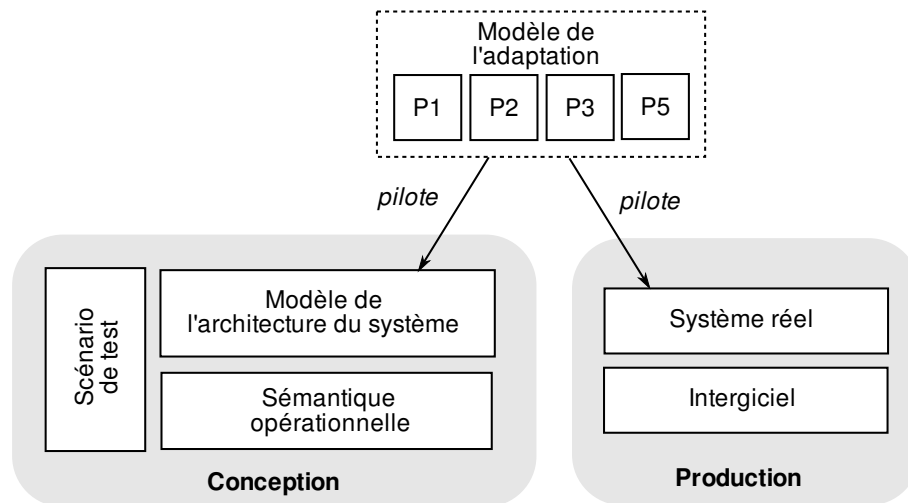 Modèle de
l'adaptation
P1 P2 P3 P5
pilote
pilote
Scénario
de test
Modèle de
l'architecture du système
Sémantique
opérationnelle
Conception
Système réel
Intergiciel
Production